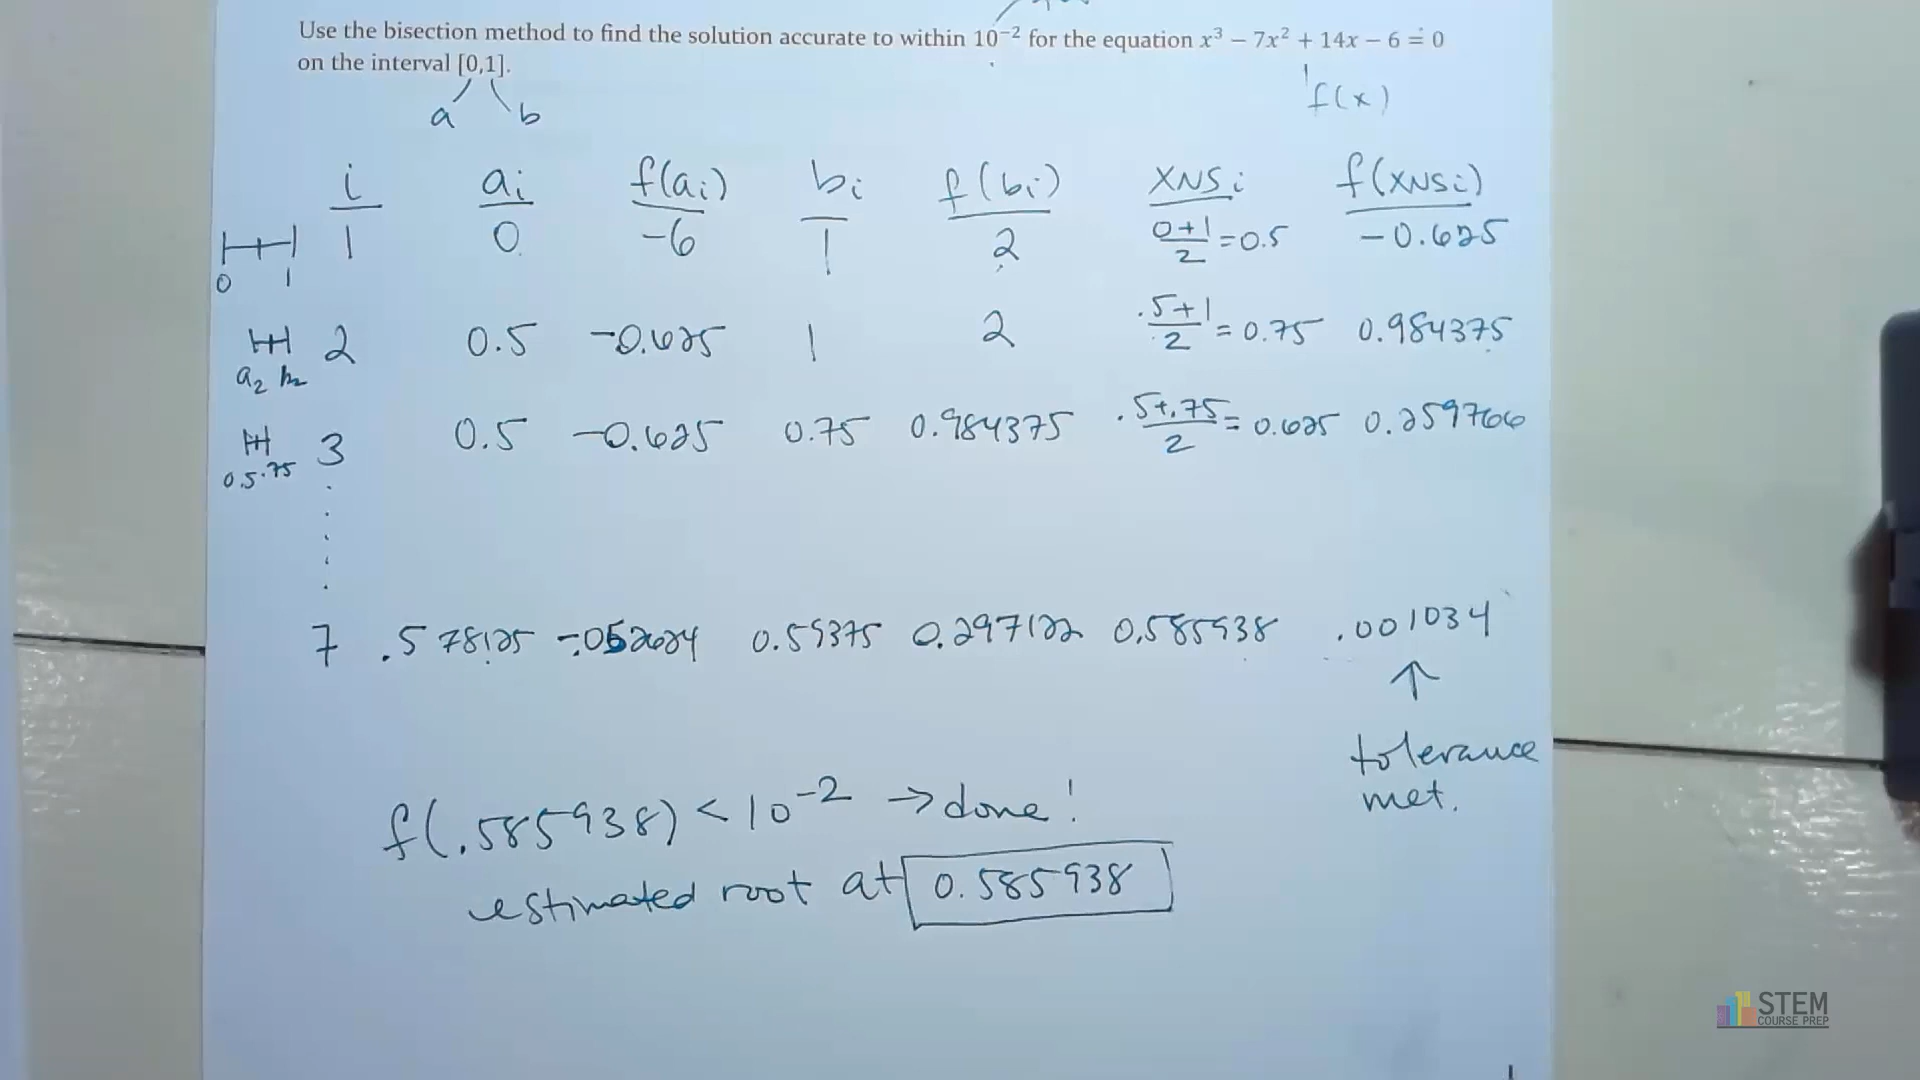 Use the bisection method to find the solution accurate to within 10⁻² for the equation x³ − 7x² + 14x − 6 = 0
on the interval [0,1].
a b f(x)
i aᵢ f(aᵢ) bᵢ f(bᵢ) XNSᵢ f(XNSᵢ)
1 0 -6 1 2 0+1/2 = 0.5 -0.625
0 1
2 0.5 -0.625 1 2 .5+1/2 = 0.75 0.984375
a₂ b₂
3 0.5 -0.625 0.75 0.984375 .5+.75/2 = 0.625 0.259766
0.5 .75
7 .578125 -.052624 0.59375 0.297122 0.585938 .001034
↑
tolerance
met.
f(.585938) < 10⁻² → done!
estimated root at 0.585938
STEM
COURSE PREP